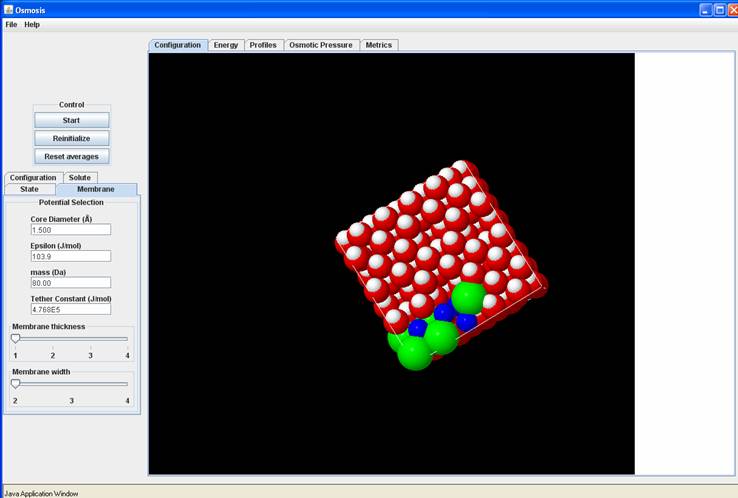 Osmosis
File Help
Configuration Energy Profiles Osmotic Pressure Metrics
Control
Start
Reinitialize
Reset averages
Configuration Solute
State Membrane
Potential Selection
Core Diameter (Å)
1.500
Epsilon (J/mol)
103.9
mass (Da)
80.00
Tether Constant (J/mol)
4.768E5
Membrane thickness
1 2 3 4
Membrane width
2 3 4
Java Application Window